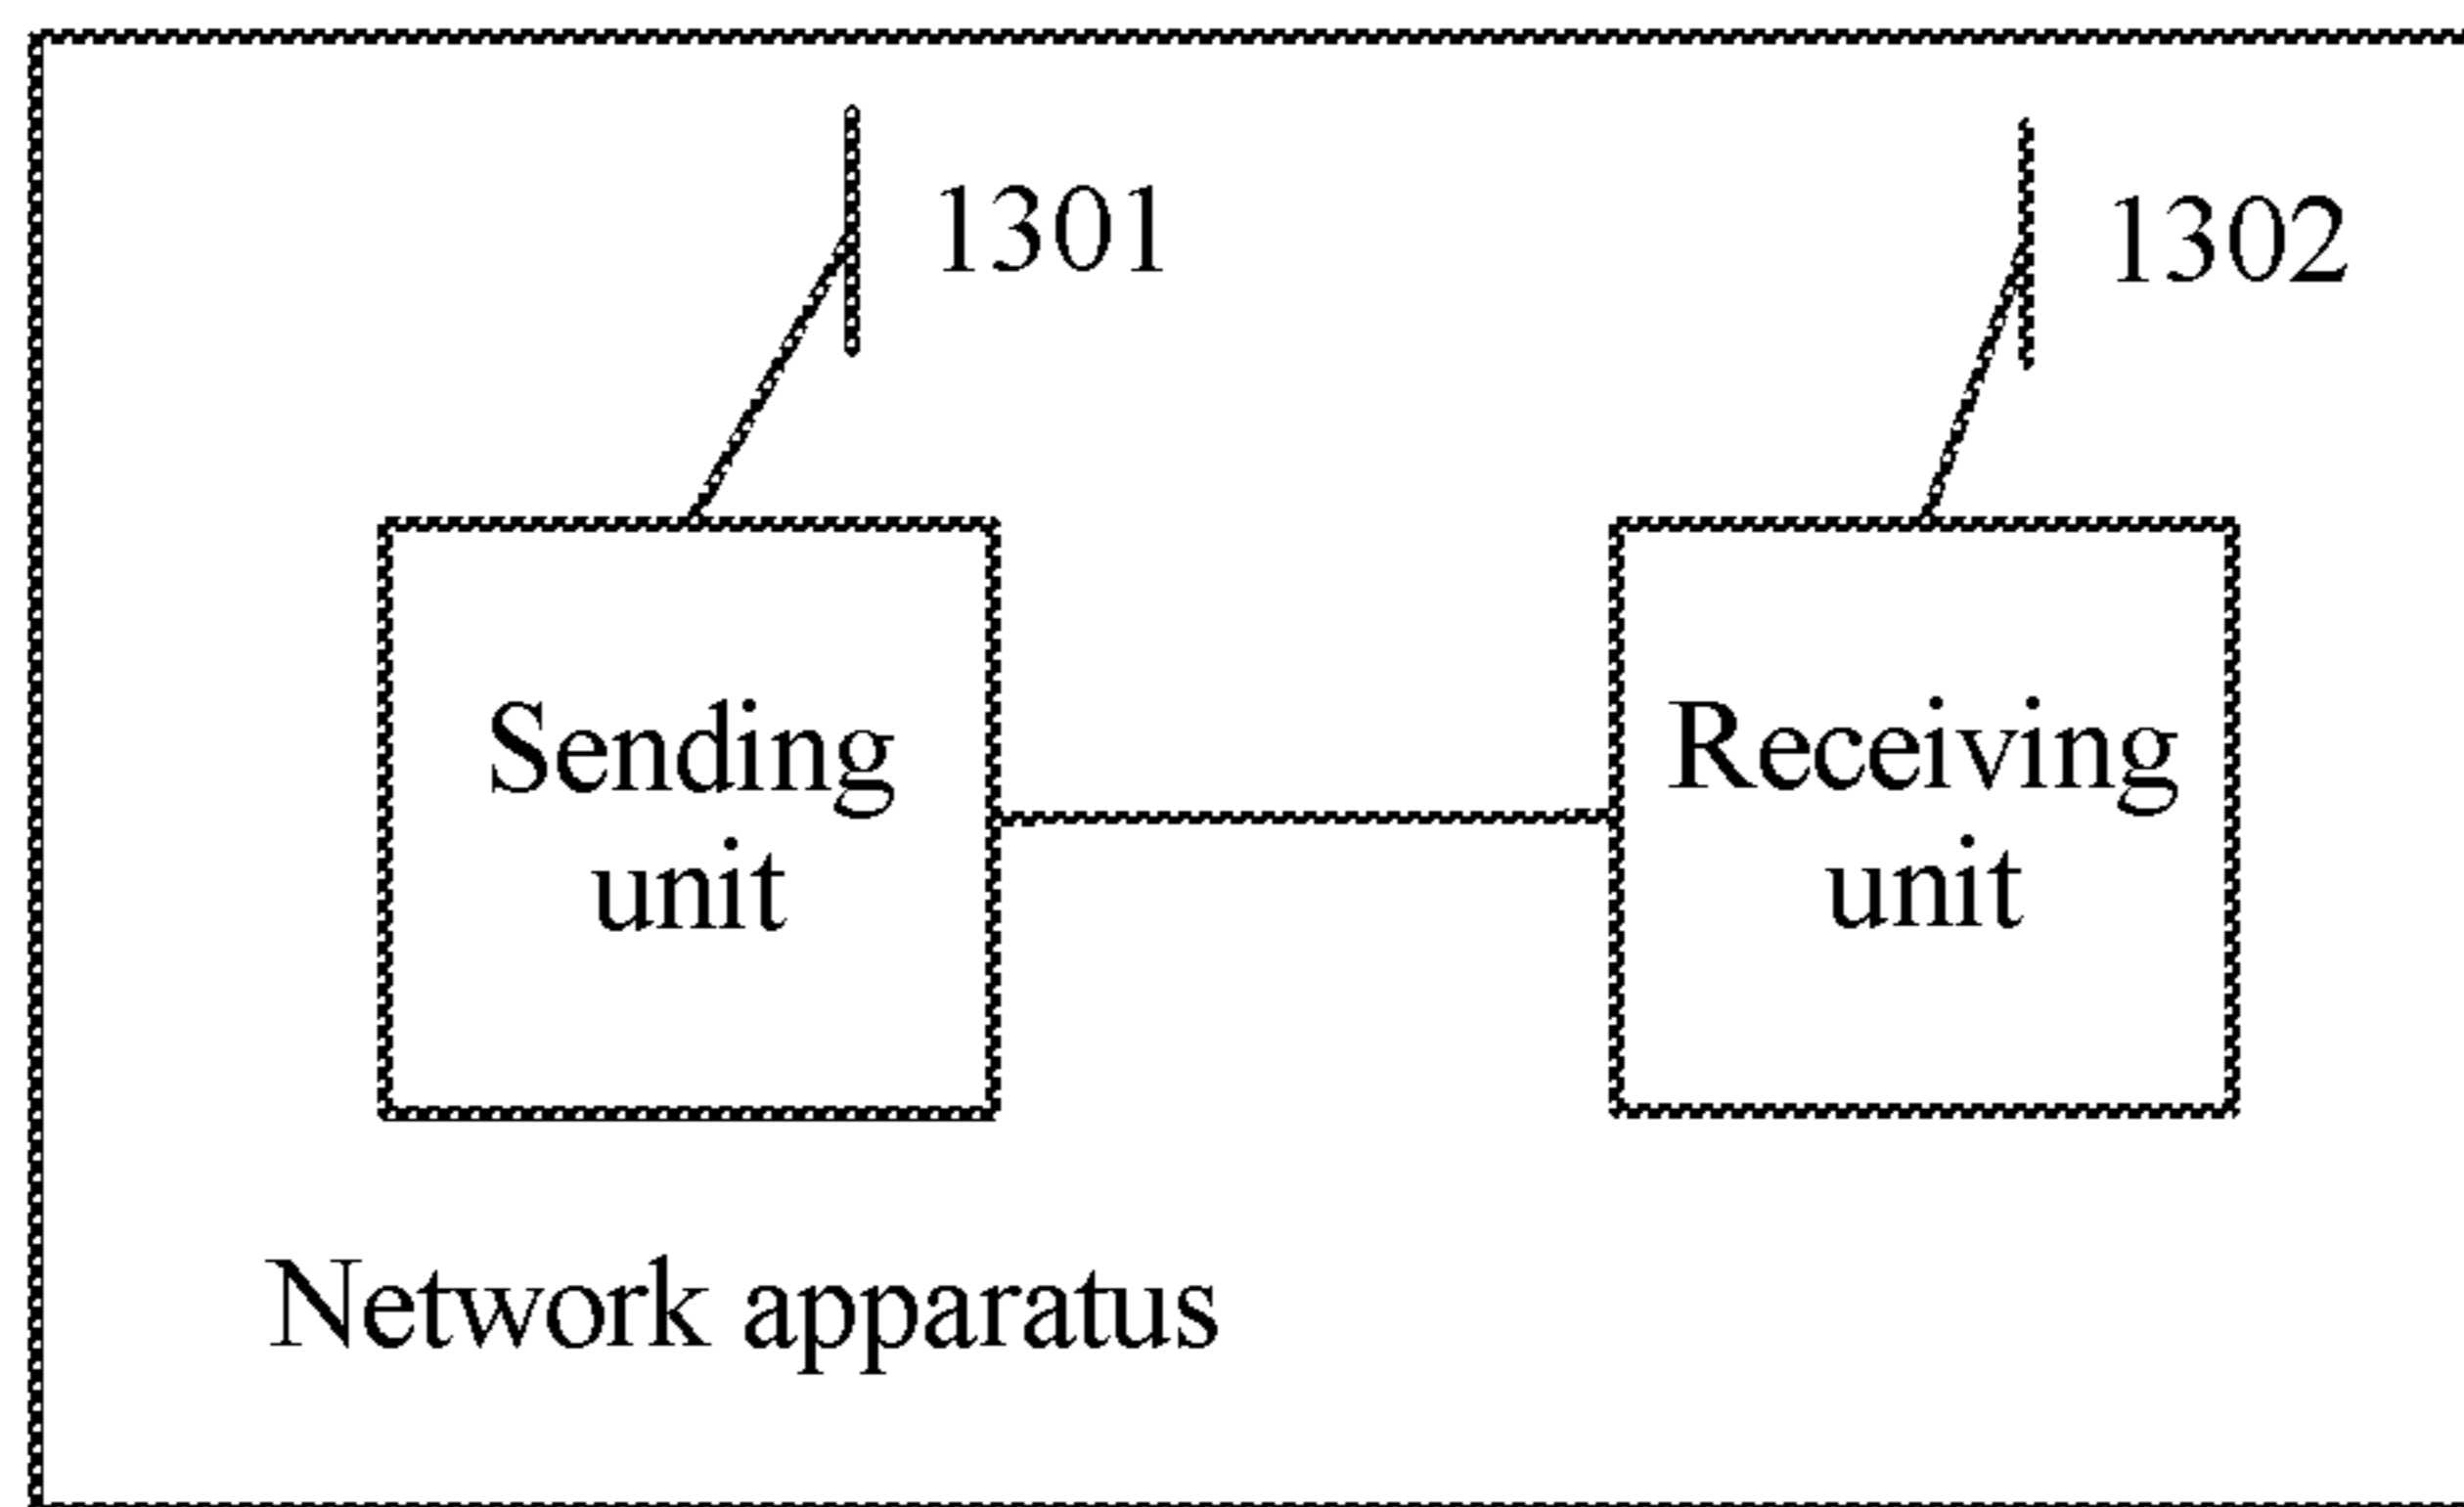 1301
1302
Sending
unit
Receiving
unit
Network apparatus